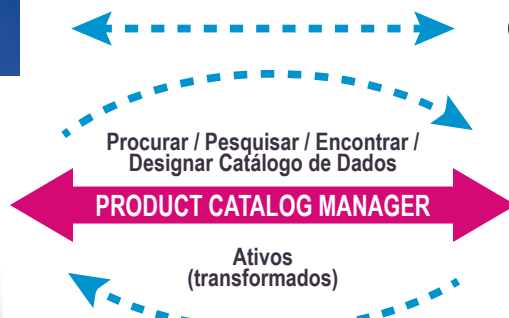 Procurar / Pesquisar / Encontrar /
Designar Catálogo de Dados
PRODUCT CATALOG MANAGER
Ativos
(transformados)